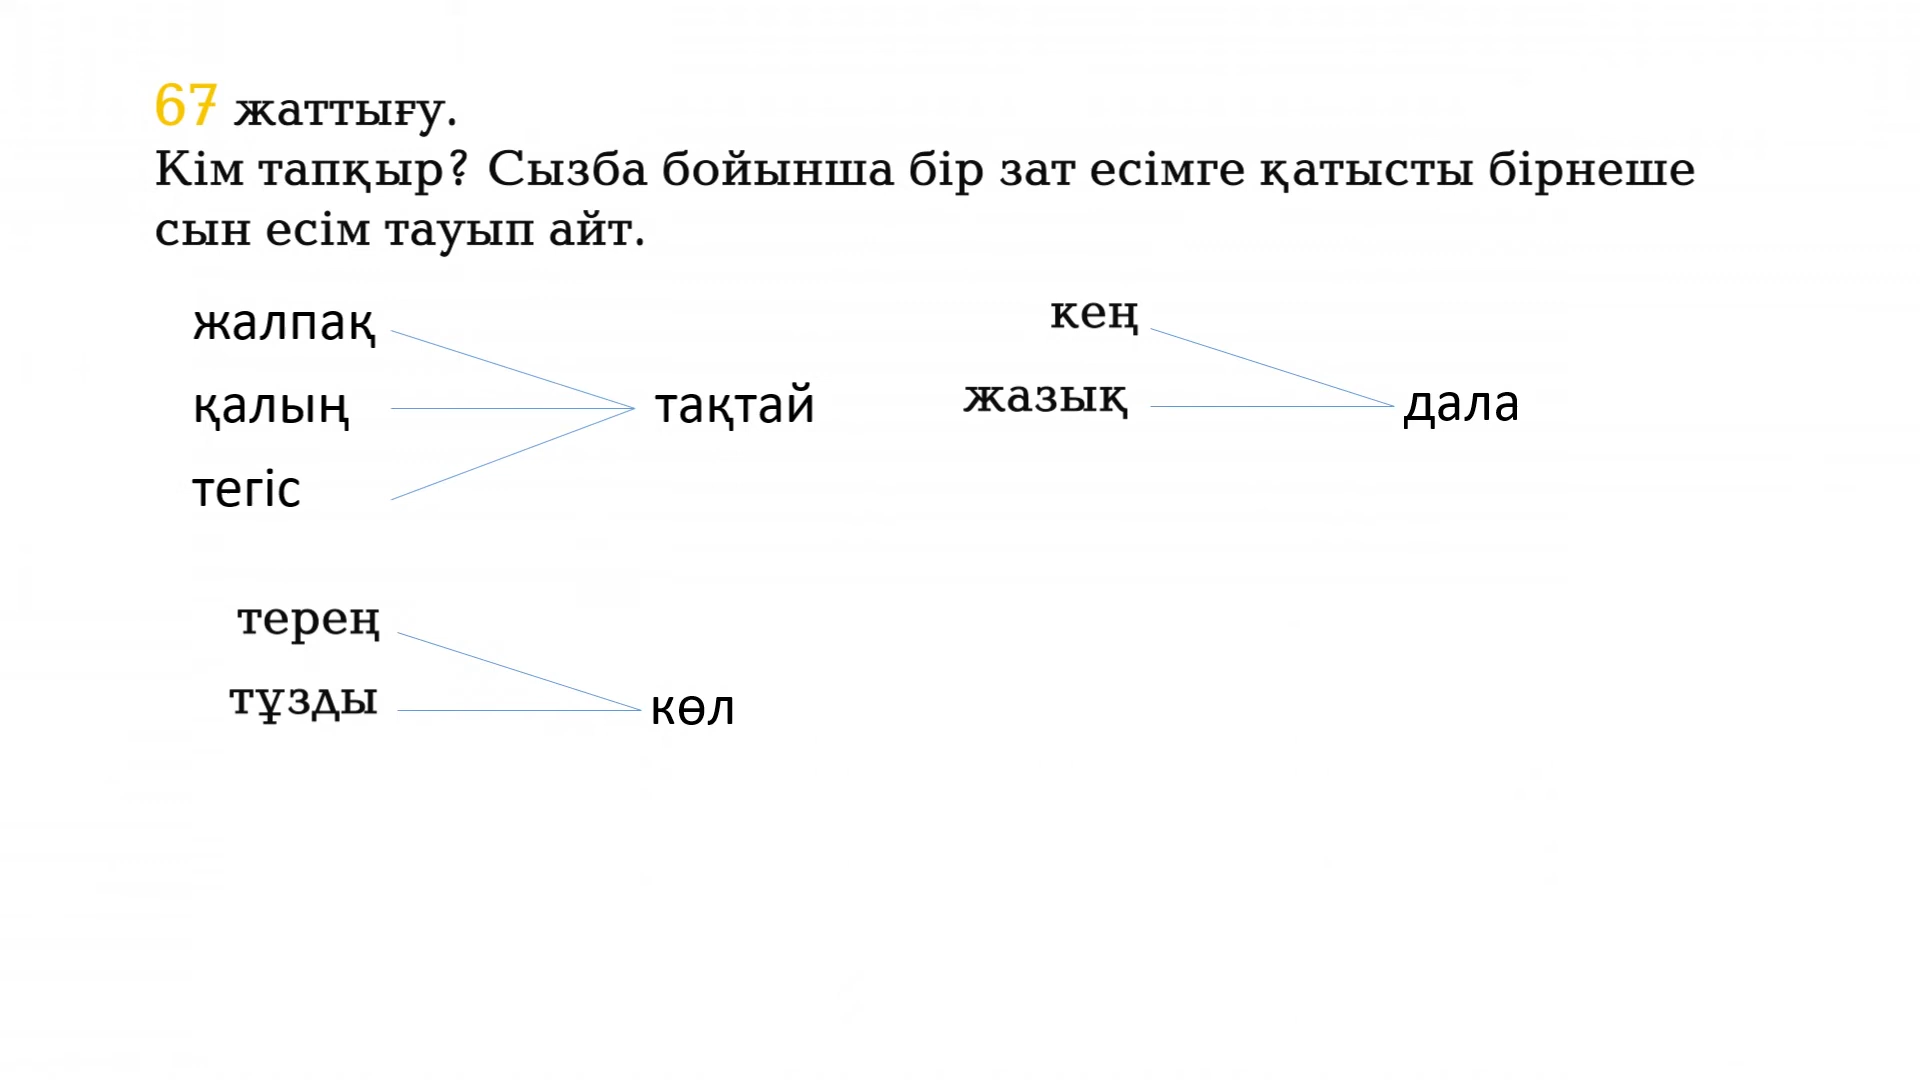 67 жаттығу.
Кім тапқыр? Сызба бойынша бір зат есімге қатысты бірнеше
сын есім тауып айт.
жалпақ
қалың
тегіс
тақтай
кең
жазық
дала
терең
тұзды
көл